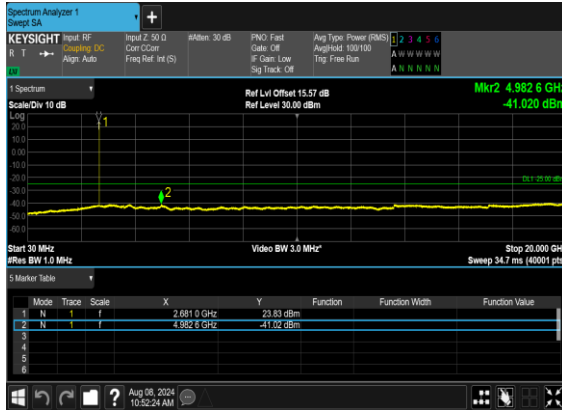 Spectrum Analyzer 1
Swept SA
+
KEYSIGHT Input: RF Input Z: 50 Ω #Atten: 30 dB PNO: Fast Avg Type: Power (RMS) 1 2 3 4 5 6
R T Coupling: DC Corr CCorr Gate: Off Avg|Hold: 100/100 A W W W W W
Align: Auto Freq Ref: Int (S) IF Gain: Low Trig: Free Run
Sig Track: Off A N N N N N
1 Spectrum
Ref Lvl Offset 15.57 dB Mkr2 4.982 6 GHz
Scale/Div 10 dB Ref Level 30.00 dBm -41.020 dBm
Log
20.0
10.0
0.00
-10.0
-20.0
-30.0
-40.0
-50.0
-60.0
1
2
DL1 -25.00 dBm
Start 30 MHz Video BW 3.0 MHz* Stop 20.000 GHz
#Res BW 1.0 MHz Sweep 34.7 ms (40001 pts)
5 Marker Table
Mode Trace Scale X Y Function Function Width Function Value
1 N 1 f 2.681 0 GHz 23.83 dBm
2 N 1 f 4.982 6 GHz -41.02 dBm
3
4
5
6
? Aug 08, 2024
10:52:24 AM